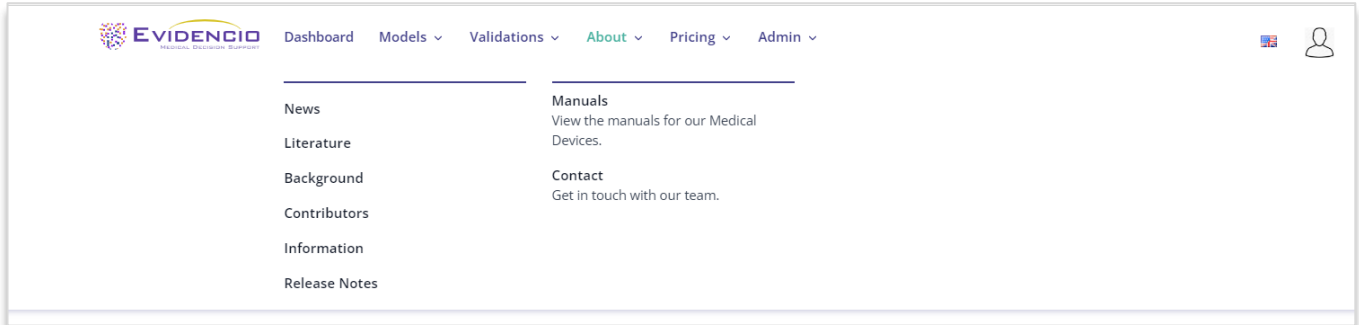 EVIDENCIO
MEDICAL DECISION SUPPORT
Dashboard Models Validations About Pricing Admin
News
Literature
Background
Contributors
Information
Release Notes
Manuals
View the manuals for our Medical
Devices.
Contact
Get in touch with our team.